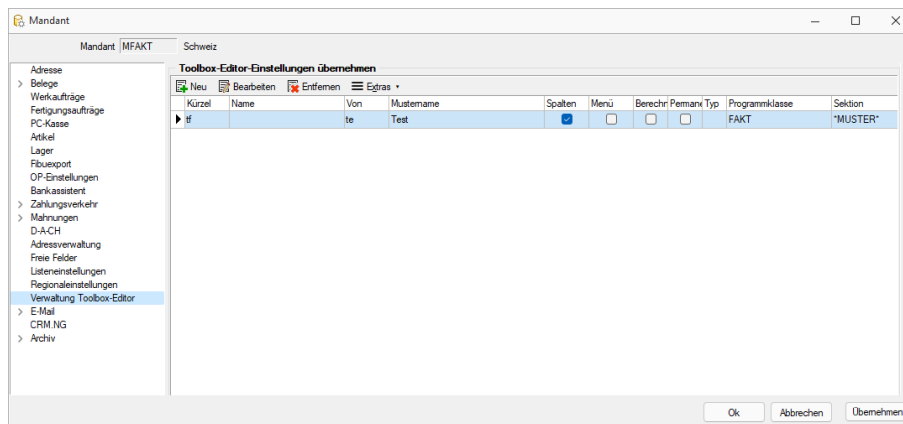 Mandant
Mandant MFAKT Schweiz
Adresse
Belege
Werkaufträge
Fertigungsaufträge
PC-Kasse
Artikel
Lager
Fibuexport
OP-Einstellungen
Bankassistent
Zahlungsverkehr
Mahnungen
D-A-CH
Adressverwaltung
Freie Felder
Listeneinstellungen
Regionaleinstellungen
Verwaltung Toolbox-Editor
E-Mail
CRM.NG
Archiv
Toolbox-Editor-Einstellungen übernehmen
Neu Bearbeiten Entfernen Extras
Kürzel Name Von Mustername Spalten Menü Berechn Permane Typ Programmklasse Sektion
tf te Test FAKT *MUSTER*
Ok Abbrechen Übernehmen